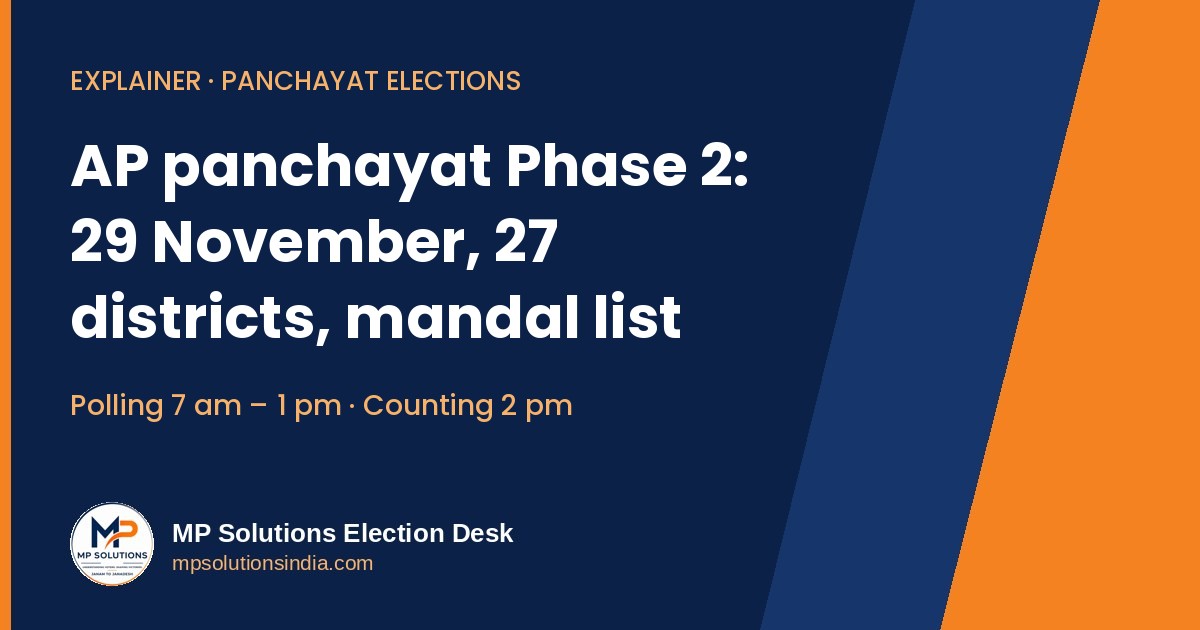 EXPLAINER · PANCHAYAT ELECTIONS
AP panchayat Phase 2:
29 November, 27
districts, mandal list
Polling 7 am – 1 pm · Counting 2 pm
MP
MP SOLUTIONS
MP Solutions Election Desk
mpsolutionsindia.com